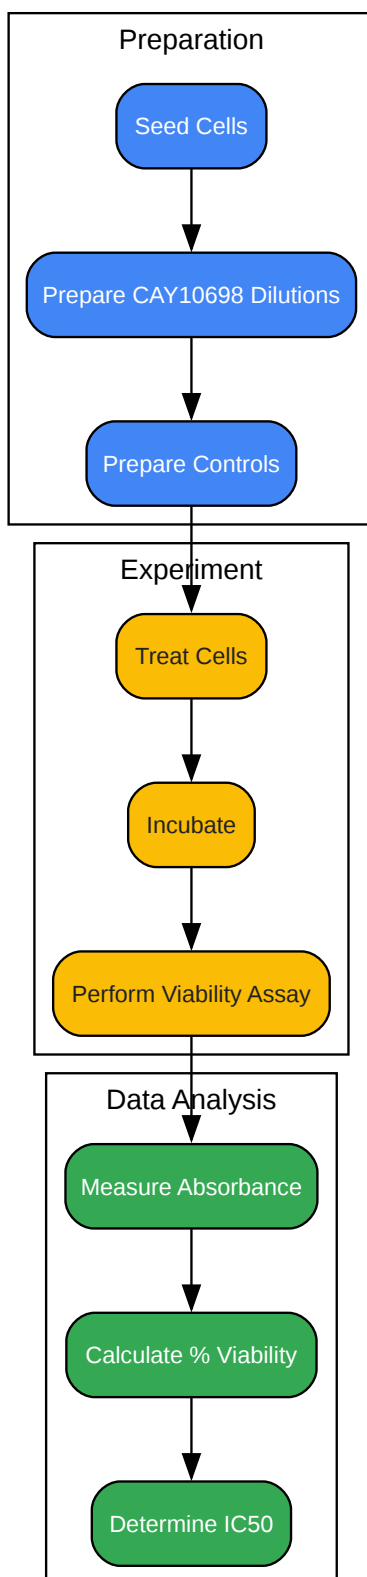 Preparation
Seed Cells
Prepare CAY10698 Dilutions
Prepare Controls
Experiment
Treat Cells
Incubate
Perform Viability Assay
Data Analysis
Measure Absorbance
Calculate % Viability
Determine IC50